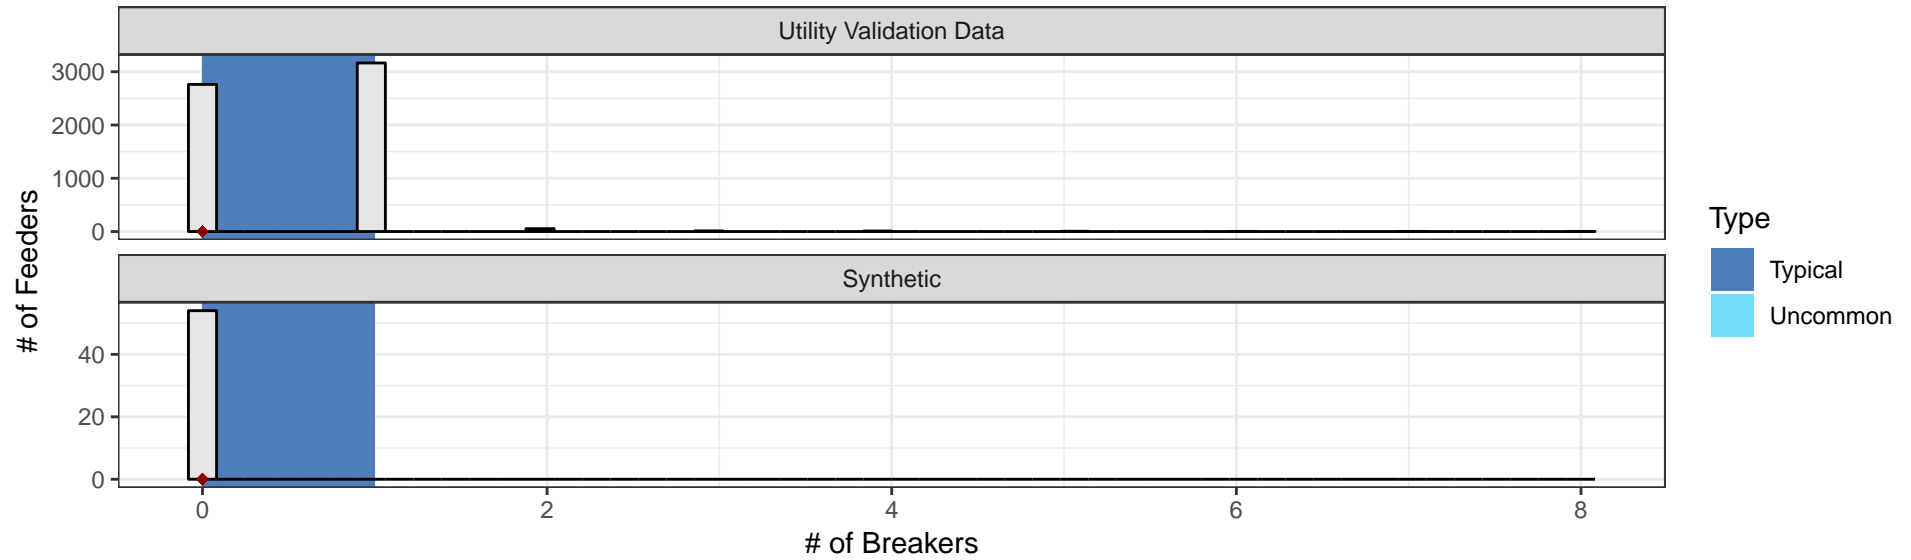 Utility Validation Data
3000
2000
1000
0
Synthetic
40
20
0
0 2 4 6 8
# of Breakers
# of Feeders
Type
Typical
Uncommon